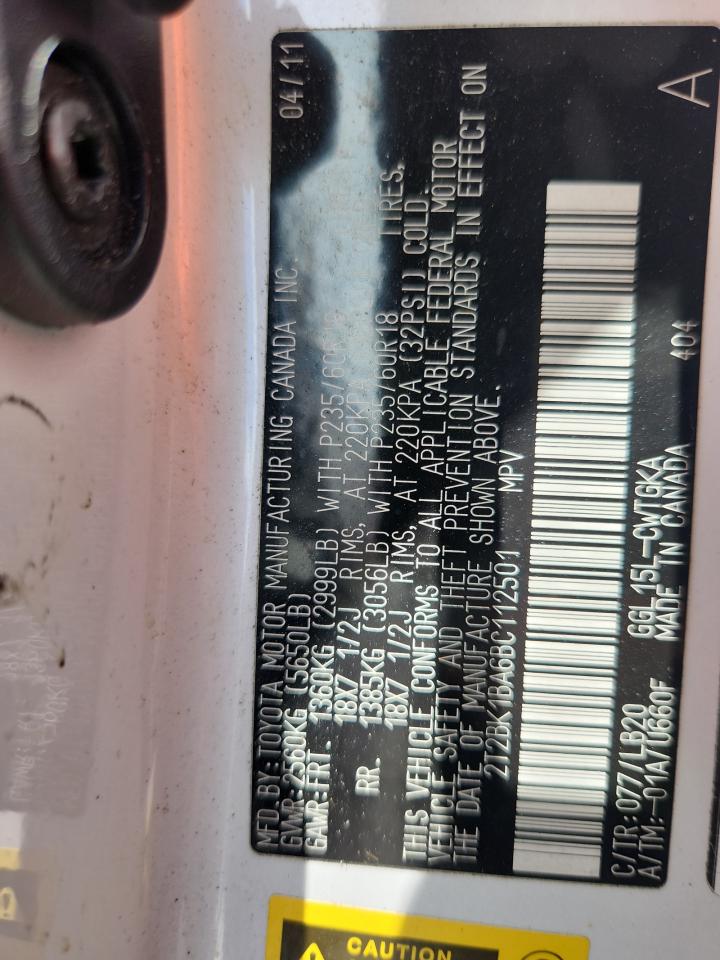 MFD.BY:TOYOTA MOTOR MANUFACTURING CANADA INC. 04/11
GWR:2560KG (5650LB)
GAWR:FRT. 1360KG (2999LB) WITH P235/60R18
18X7 1/2J RIMS, AT 220KPA
RR. 1385KG (3056LB) WITH P235/60R18 TIRES,
18X7 1/2J RIMS, AT 220KPA (32PSI) COLD.
THIS VEHICLE CONFORMS TO ALL APPLICABLE FEDERAL MOTOR
VEHICLE SAFETY AND THEFT PREVENTION STANDARDS IN EFFECT ON
THE DATE OF MANUFACTURE SHOWN ABOVE.
2T2BK1BA6BC112501 MPV
C/TR:077/LB20 GGL15L-CWTGKA 404 A
A/TM:-01A/U660F MADE IN CANADA
CAUTION